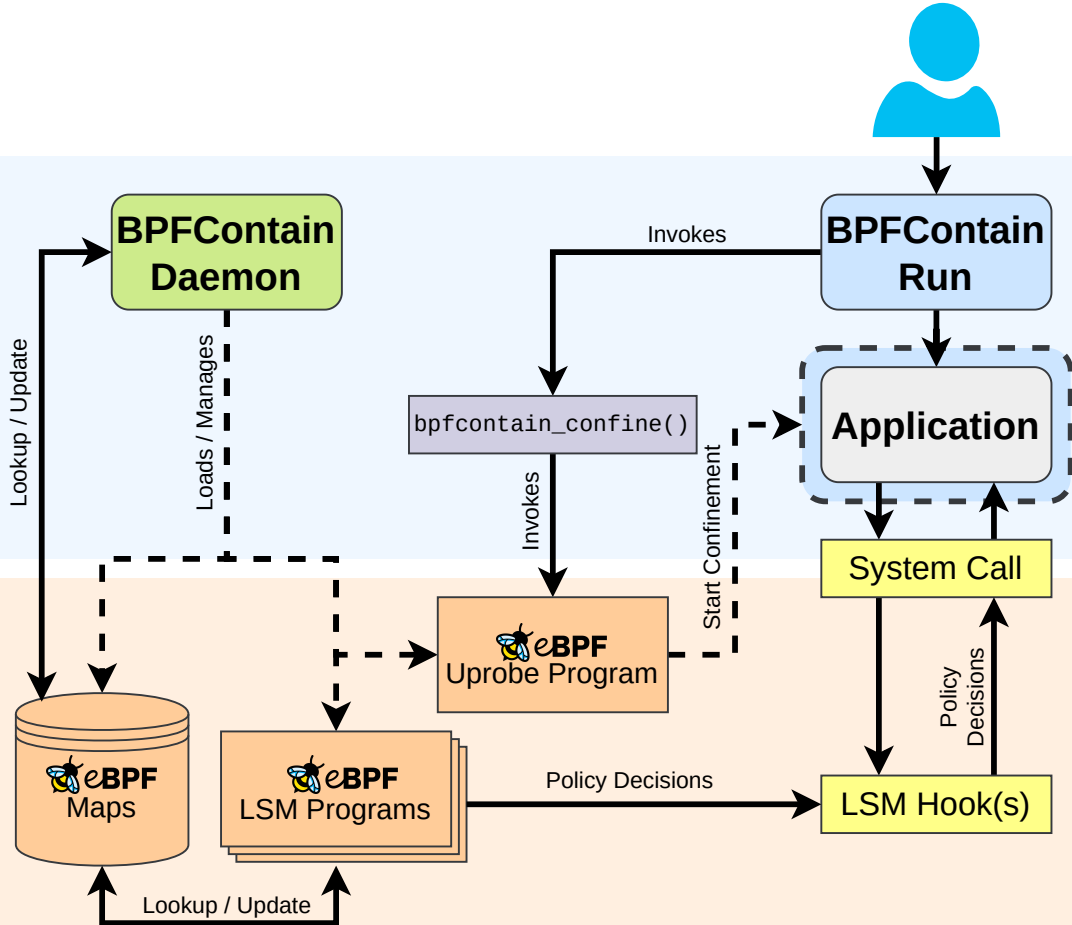 BPFContain
Daemon
BPFContain
Run
Invokes
Lookup / Update
Loads / Manages
bpfcontain_confine()
Application
Invokes
Start Confinement
System Call
eBPF
Uprobe Program
Policy
Decisions
eBPF
Maps
eBPF
LSM Programs
Policy Decisions
LSM Hook(s)
Lookup / Update